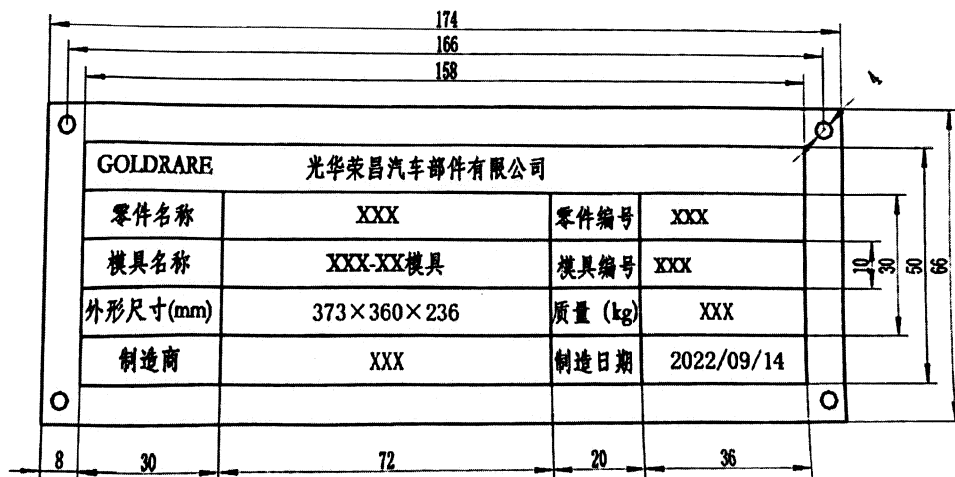 174
166
158
4
GOLDRARE 光华荣昌汽车部件有限公司
零件名称 XXX 零件编号 XXX
模具名称 XXX-XX模具 模具编号 XXX
外形尺寸(mm) 373×360×236 质量 (kg) XXX
制造商 XXX 制造日期 2022/09/14
10 30 50 66
8 30 72 20 36